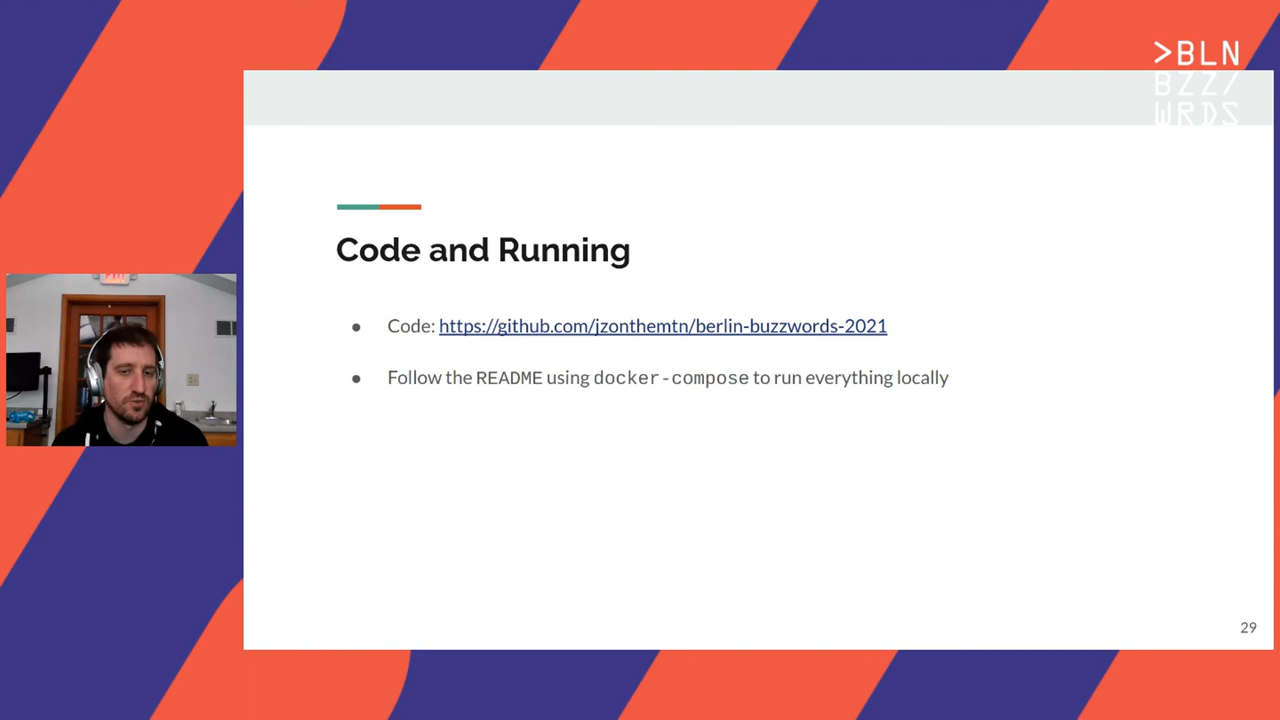 >BLN
BZZ/
WRDS
Code and Running
● Code: https://github.com/jzonthemtn/berlin-buzzwords-2021
● Follow the README using docker-compose to run everything locally
29